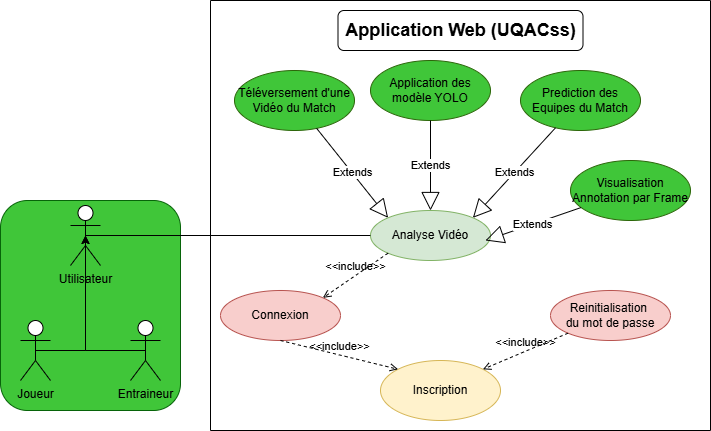 Application Web (UQACss)
Téléversement d'une
Vidéo du Match
Application des
modèle YOLO
Prediction des
Equipes du Match
Extends
Extends
Extends
Visualisation
Annotation par Frame
Extends
Analyse Vidéo
Utilisateur
<<include>>
Connexion
Reinitialisation
du mot de passe
<<include>>
<<include>>
Inscription
Joueur
Entraineur